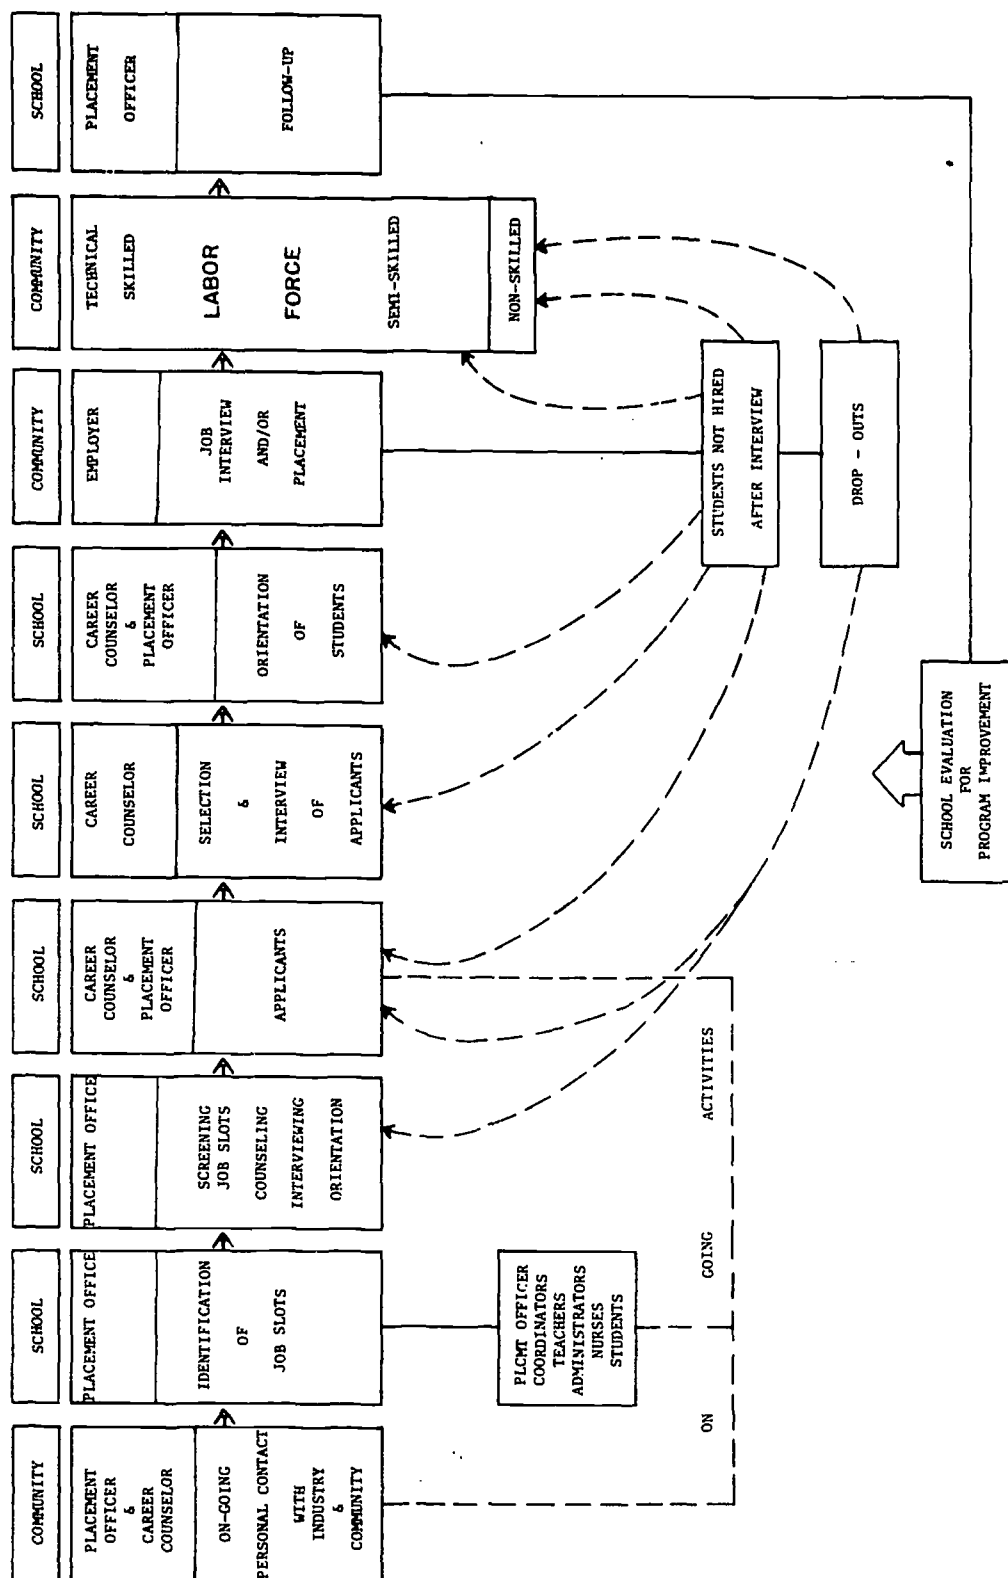 COMMUNITY
PLACEMENT
OFFICER
&
CAREER
COUNSELOR
ON-GOING
PERSONAL CONTACT
WITH
INDUSTRY
&
COMMUNITY
SCHOOL
PLACEMENT OFFICE
IDENTIFICATION
OF
JOB SLOTS
SCHOOL
PLACEMENT OFFICE
SCREENING
JOB SLOTS
COUNSELING
INTERVIEWING
ORIENTATION
SCHOOL
CAREER
COUNSELOR
&
PLACEMENT
OFFICER
APPLICANTS
SCHOOL
CAREER
COUNSELOR
SELECTION
&
INTERVIEW
OF
APPLICANTS
SCHOOL
CAREER
COUNSELOR
&
PLACEMENT
OFFICER
ORIENTATION
OF
STUDENTS
COMMUNITY
EMPLOYER
JOB
INTERVIEW
AND/OR
PLACEMENT
COMMUNITY
TECHNICAL
SKILLED
LABOR
FORCE
SEMI-SKILLED
NON-SKILLED
SCHOOL
PLACEMENT
OFFICER
FOLLOW-UP
PLCMT OFFICER
COORDINATORS
TEACHERS
ADMINISTRATORS
NURSES
STUDENTS
ON GOING ACTIVITIES
STUDENTS NOT HIRED
AFTER INTERVIEW
DROP - OUTS
SCHOOL EVALUATION
FOR
PROGRAM IMPROVEMENT